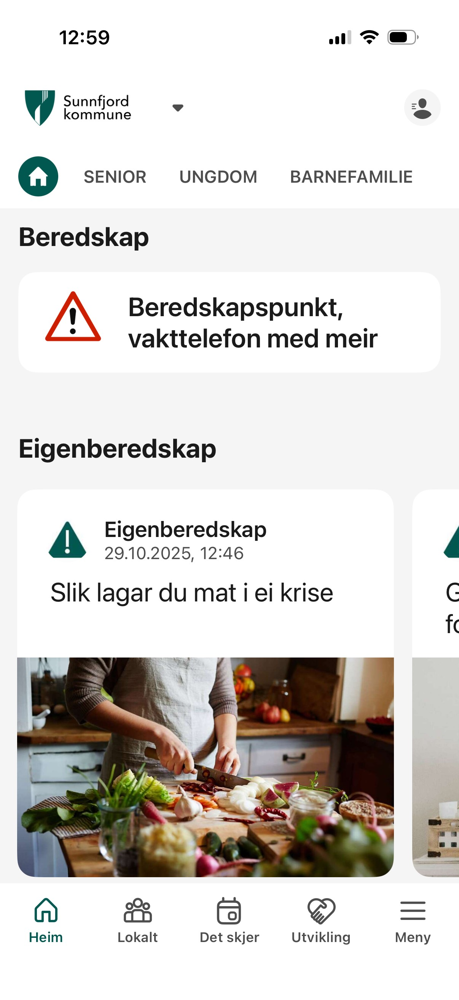 12:59
Sunnfjord
kommune
SENIOR UNGDOM BARNEFAMILIE
Beredskap
Beredskapspunkt,
vakttelefon med meir
Eigenberedskap
Eigenberedskap
29.10.2025, 12:46
Slik lagar du mat i ei krise
Heim Lokalt Det skjer Utvikling Meny